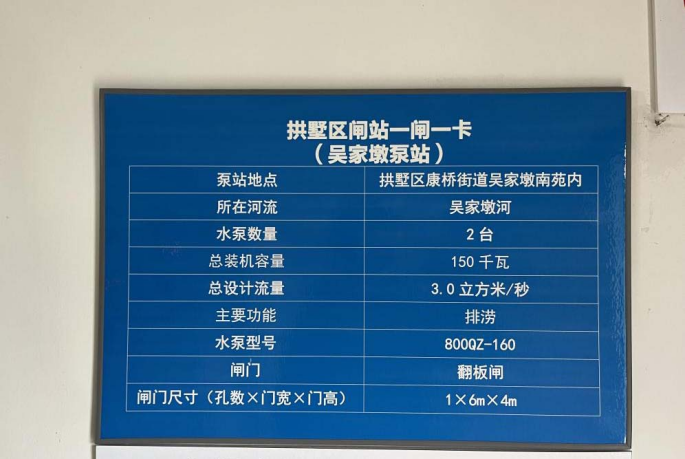 拱墅区闸站一闸一卡
（吴家墩泵站）
泵站地点 拱墅区康桥街道吴家墩南苑内
所在河流 吴家墩河
水泵数量 2台
总装机容量 150千瓦
总设计流量 3.0立方米/秒
主要功能 排涝
水泵型号 800QZ-160
闸门 翻板闸
闸门尺寸（孔数×门宽×门高） 1×6m×4m